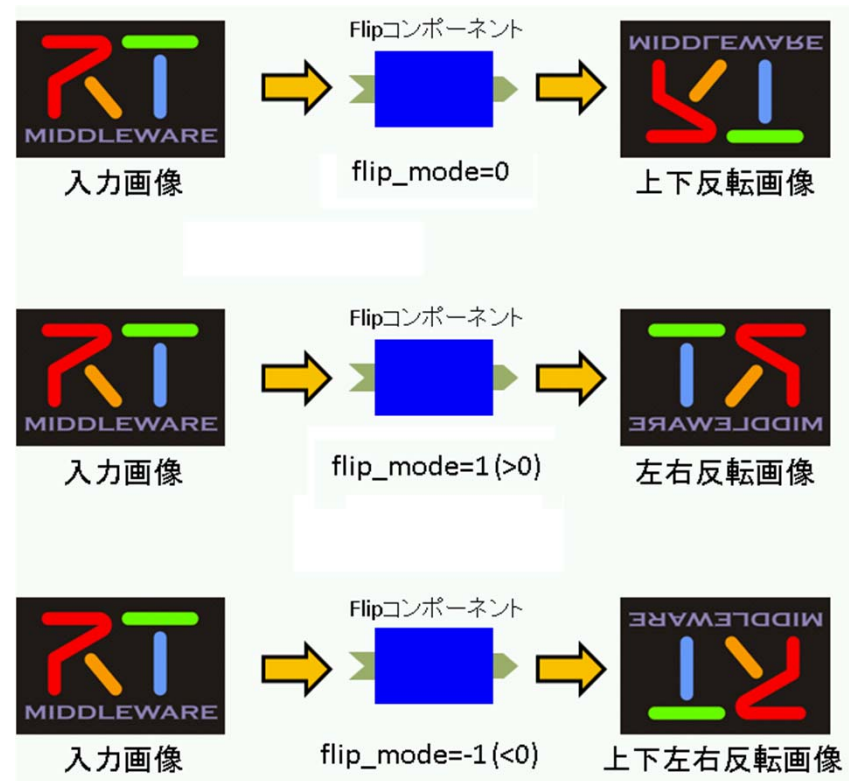 Flipコンポーネント
MIDDLEWARE
MIDDLEWARE
入力画像
flip_mode=0
上下反転画像
Flipコンポーネント
MIDDLEWARE
MIDDLEWARE
入力画像
flip_mode=1(>0)
左右反転画像
Flipコンポーネント
MIDDLEWARE
MIDDLEWARE
入力画像
flip_mode=-1(<0)
上下左右反転画像